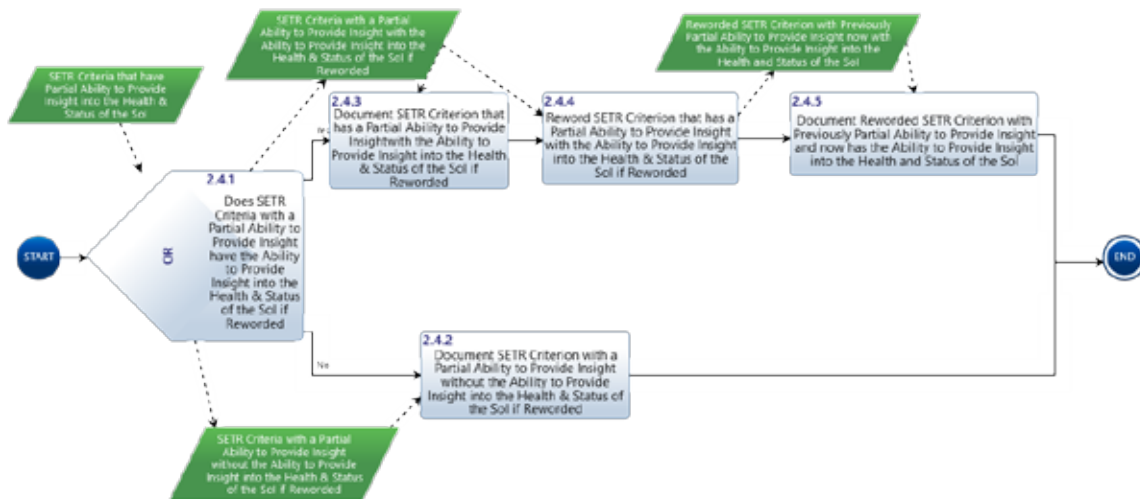 SETR Criteria with a Partial
Ability to Provide Insight with the
Ability to Provide Insight into the
Health & Status of the SoI if
Reworded
Reworded SETR Criterion with Previously
Partial Ability to Provide Insight now with
the Ability to Provide Insight into the
Health and Status of the SoI
SETR Criteria that have
Partial Ability to Provide
Insight into the Health &
Status of the SoI
2.4.3
Document SETR Criterion that
has a Partial Ability to Provide
Insightwith the Ability to
Provide Insight into the Health
& Status of the SoI if
Reworded
2.4.4
Reword SETR Criterion that has a
Partial Ability to Provide Insight
with the Ability to Provide Insight
into the Health & Status of the
SoI if Reworded
2.4.5
Document Reworded SETR Criterion with
Previously Partial Ability to Provide Insight
and now has the Ability to Provide Insight
into the Health and Status of the SoI
START
OR
2.4.1
Does SETR
Criteria with a
Partial Ability to
Provide Insight
have the Ability
to Provide
Insight into the
Health & Status
of the SoI if
Reworded
END
No
2.4.2
Document SETR Criterion with a
Partial Ability to Provide Insight
without the Ability to Provide
Insight into the Health & Status of
the SoI if Reworded
SETR Criteria with a Partial
Ability to Provide Insight
without the Ability to Provide
Insight into the Health & Status
of the SoI if Reworded